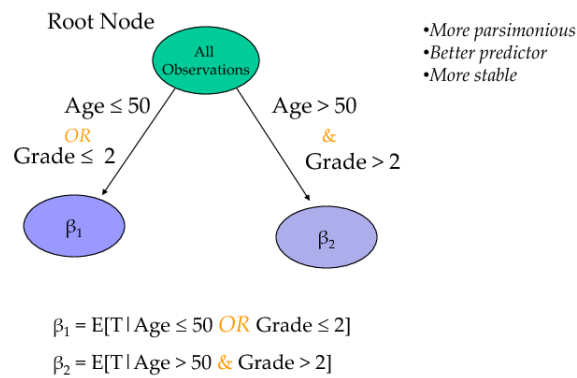 Root Node
All
Observations
•More parsimonious
•Better predictor
•More stable
Age ≤ 50
OR
Grade ≤ 2
Age > 50
&
Grade > 2
β1
β2
β1 = E[T | Age ≤ 50 OR Grade ≤ 2]
β2 = E[T | Age > 50 & Grade > 2]